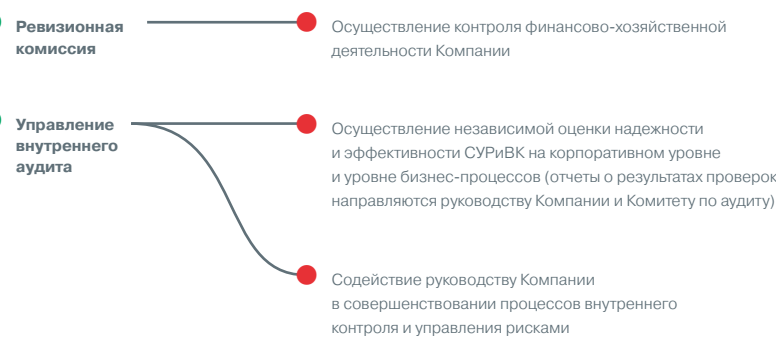 Ревизионная
комиссия
Осуществление контроля финансово-хозяйственной
деятельности Компании
Управление
внутреннего
аудита
Осуществление независимой оценки надежности
и эффективности СУРиВК на корпоративном уровне
и уровне бизнес-процессов (отчеты о результатах проверок
направляются руководству Компании и Комитету по аудиту)
Содействие руководству Компании
в совершенствовании процессов внутреннего
контроля и управления рисками